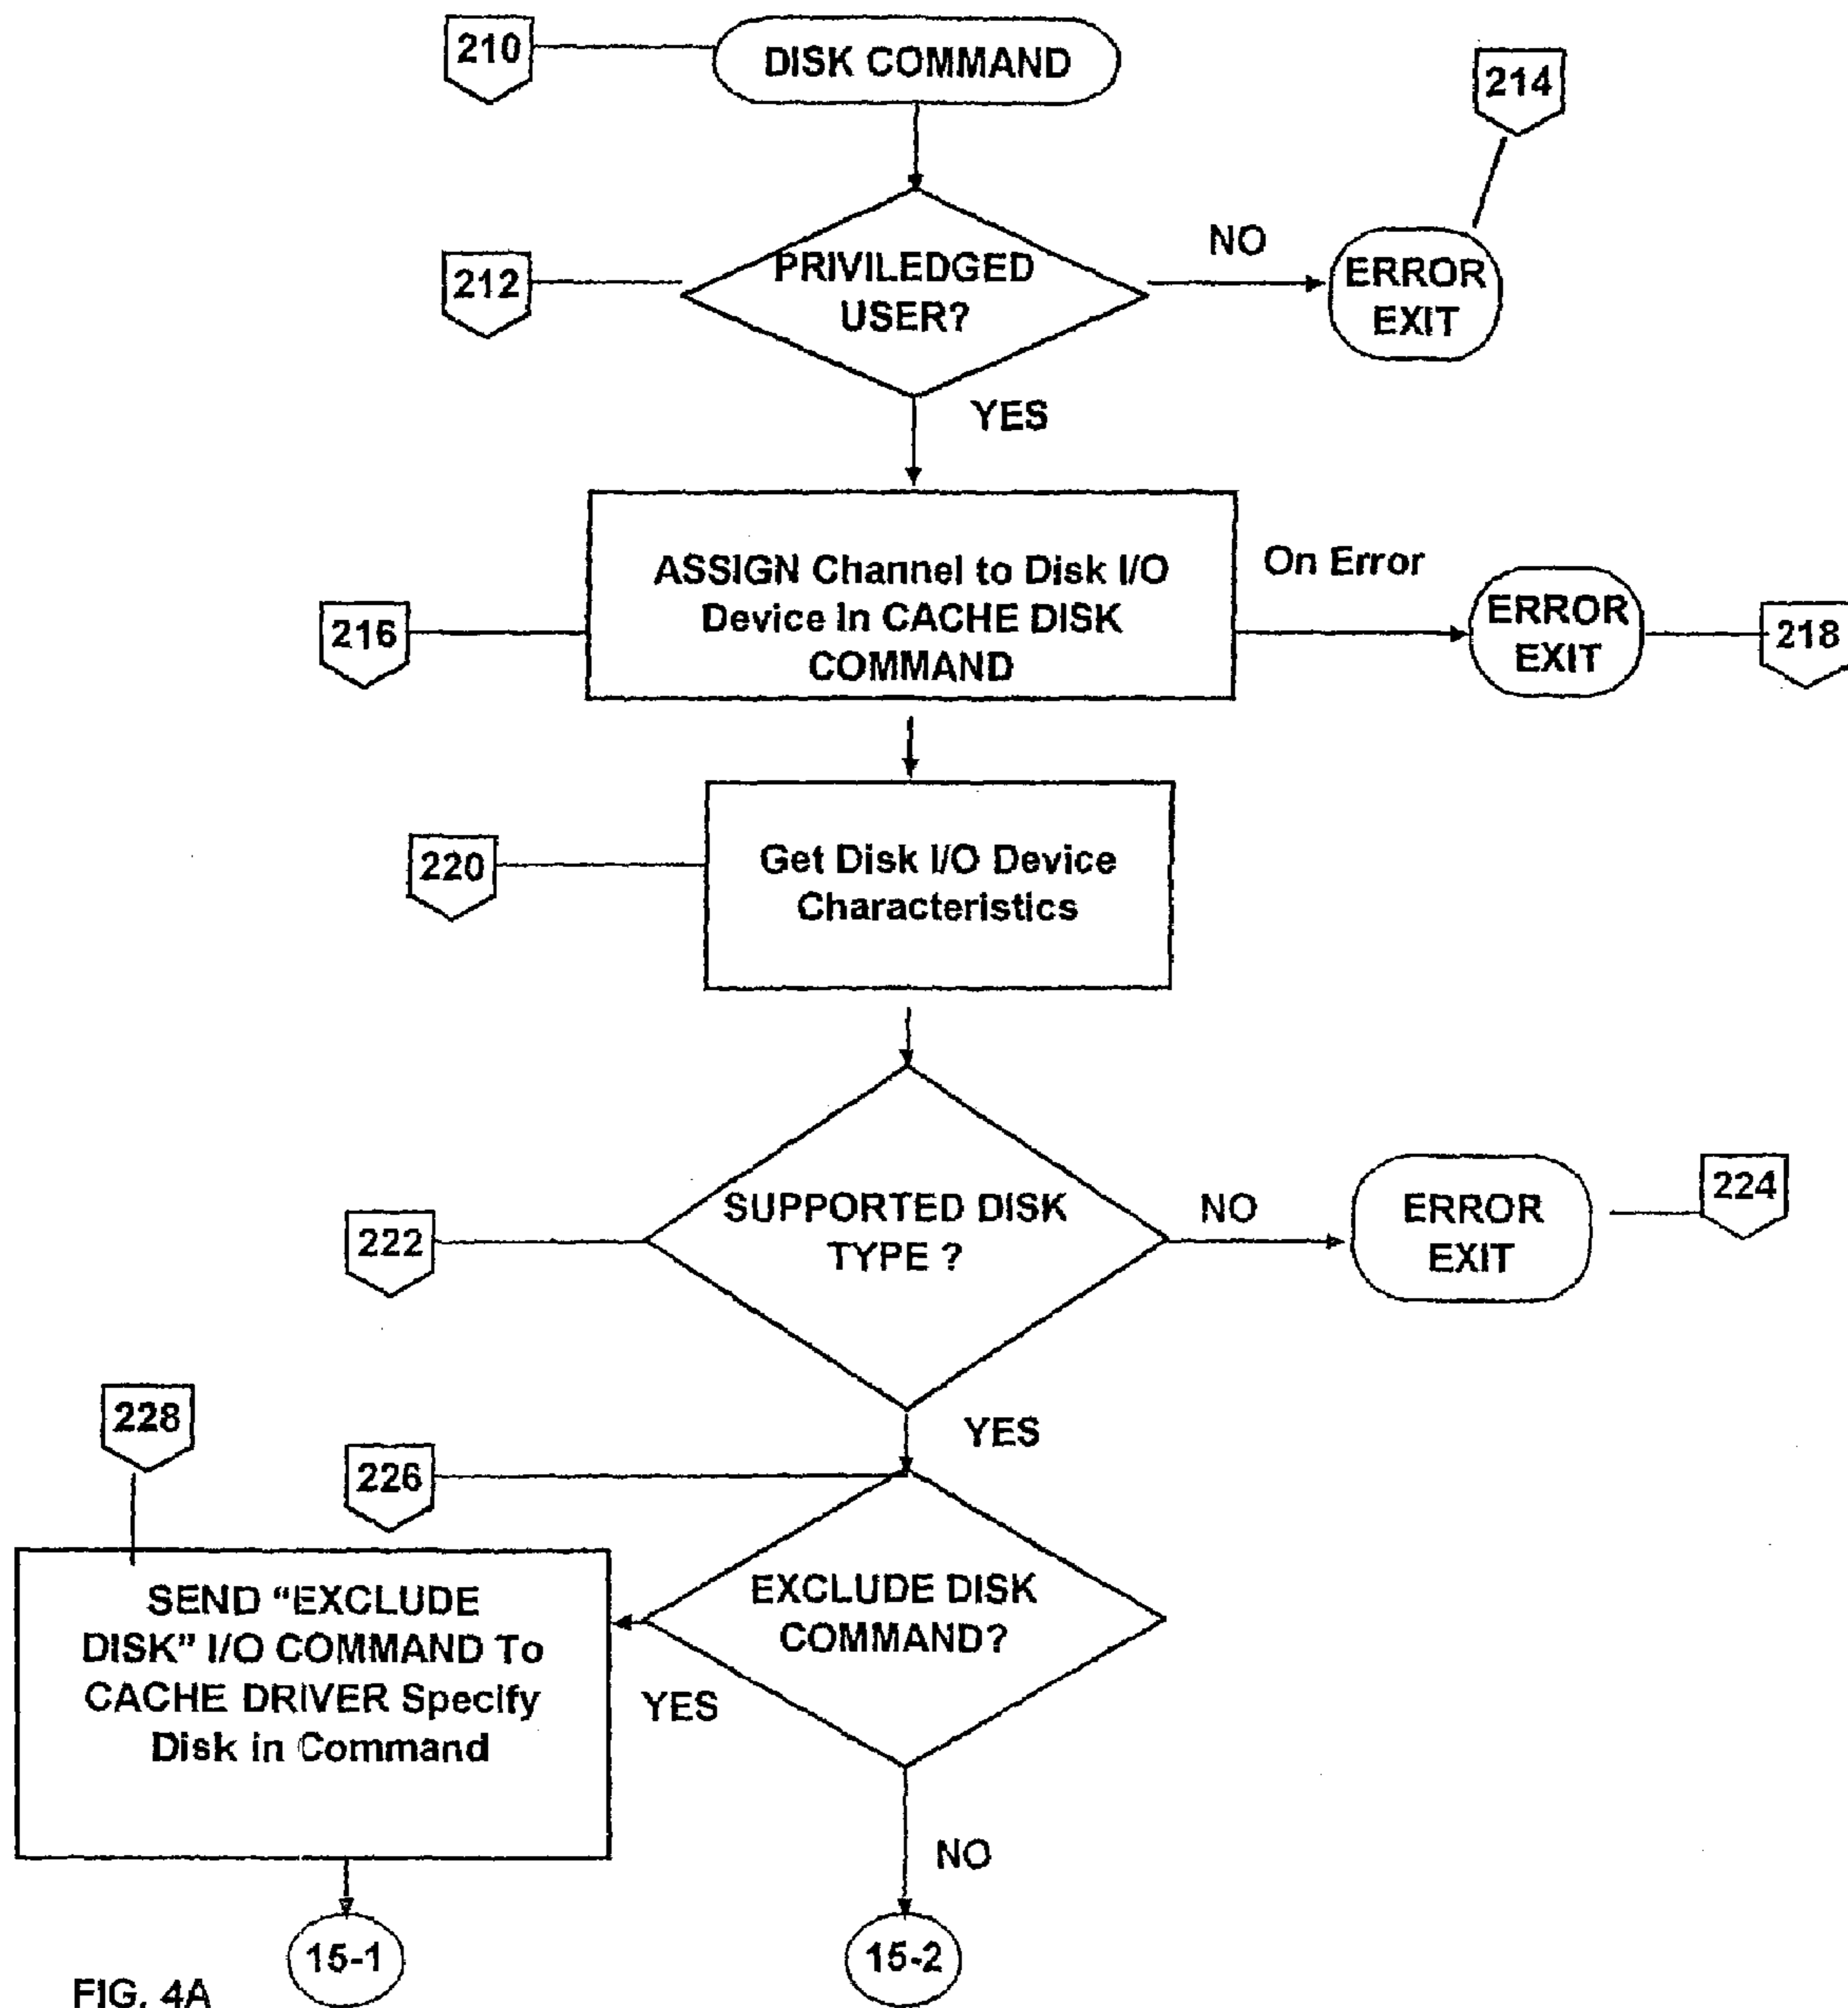 210
DISK COMMAND
214
212
PRIVILEDGED
USER?
NO
ERROR
EXIT
YES
216
ASSIGN Channel to Disk I/O
Device In CACHE DISK
COMMAND
On Error
ERROR
EXIT
218
220
Get Disk I/O Device
Characteristics
222
SUPPORTED DISK
TYPE ?
NO
ERROR
EXIT
224
YES
228
226
SEND “EXCLUDE
DISK” I/O COMMAND To
CACHE DRIVER Specify
Disk in Command
EXCLUDE DISK
COMMAND?
YES
NO
15-1
15-2
FIG. 4A